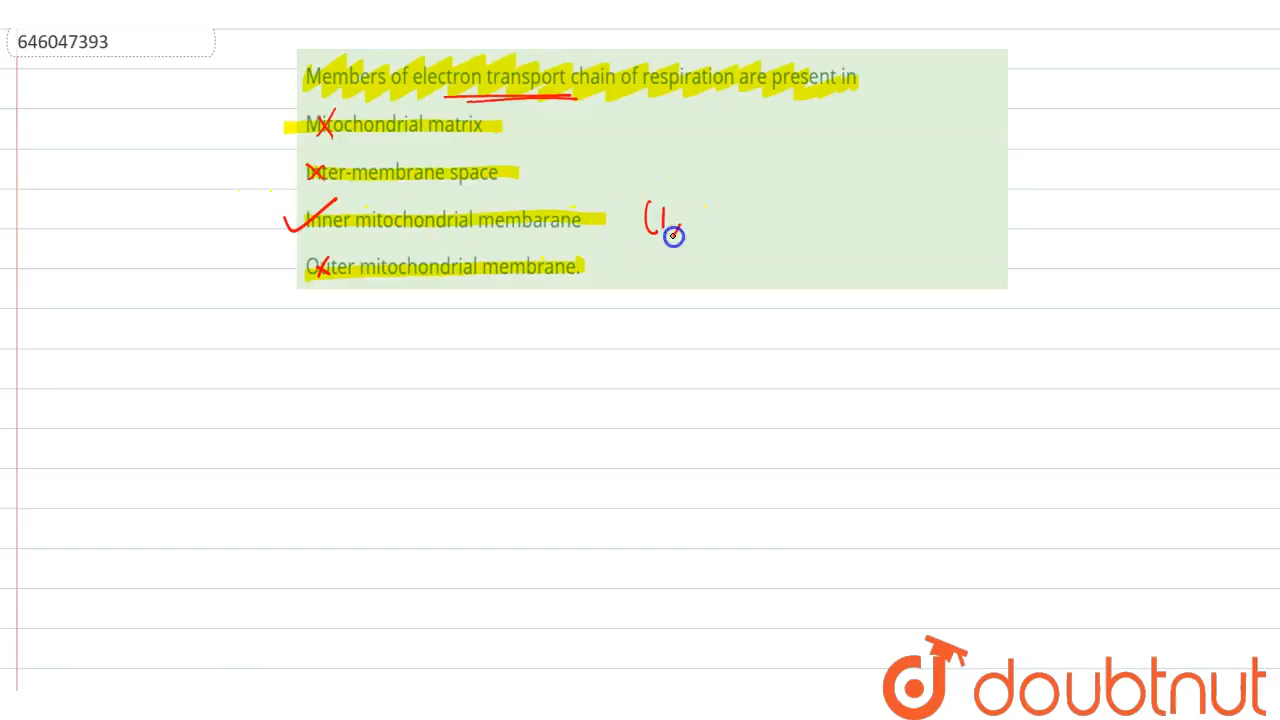 646047393
Members of electron transport chain of respiration are present in
Mitochondrial matrix
Inter-membrane space
Inner mitochondrial membarane
Outer mitochondrial membrane.
doubtnut